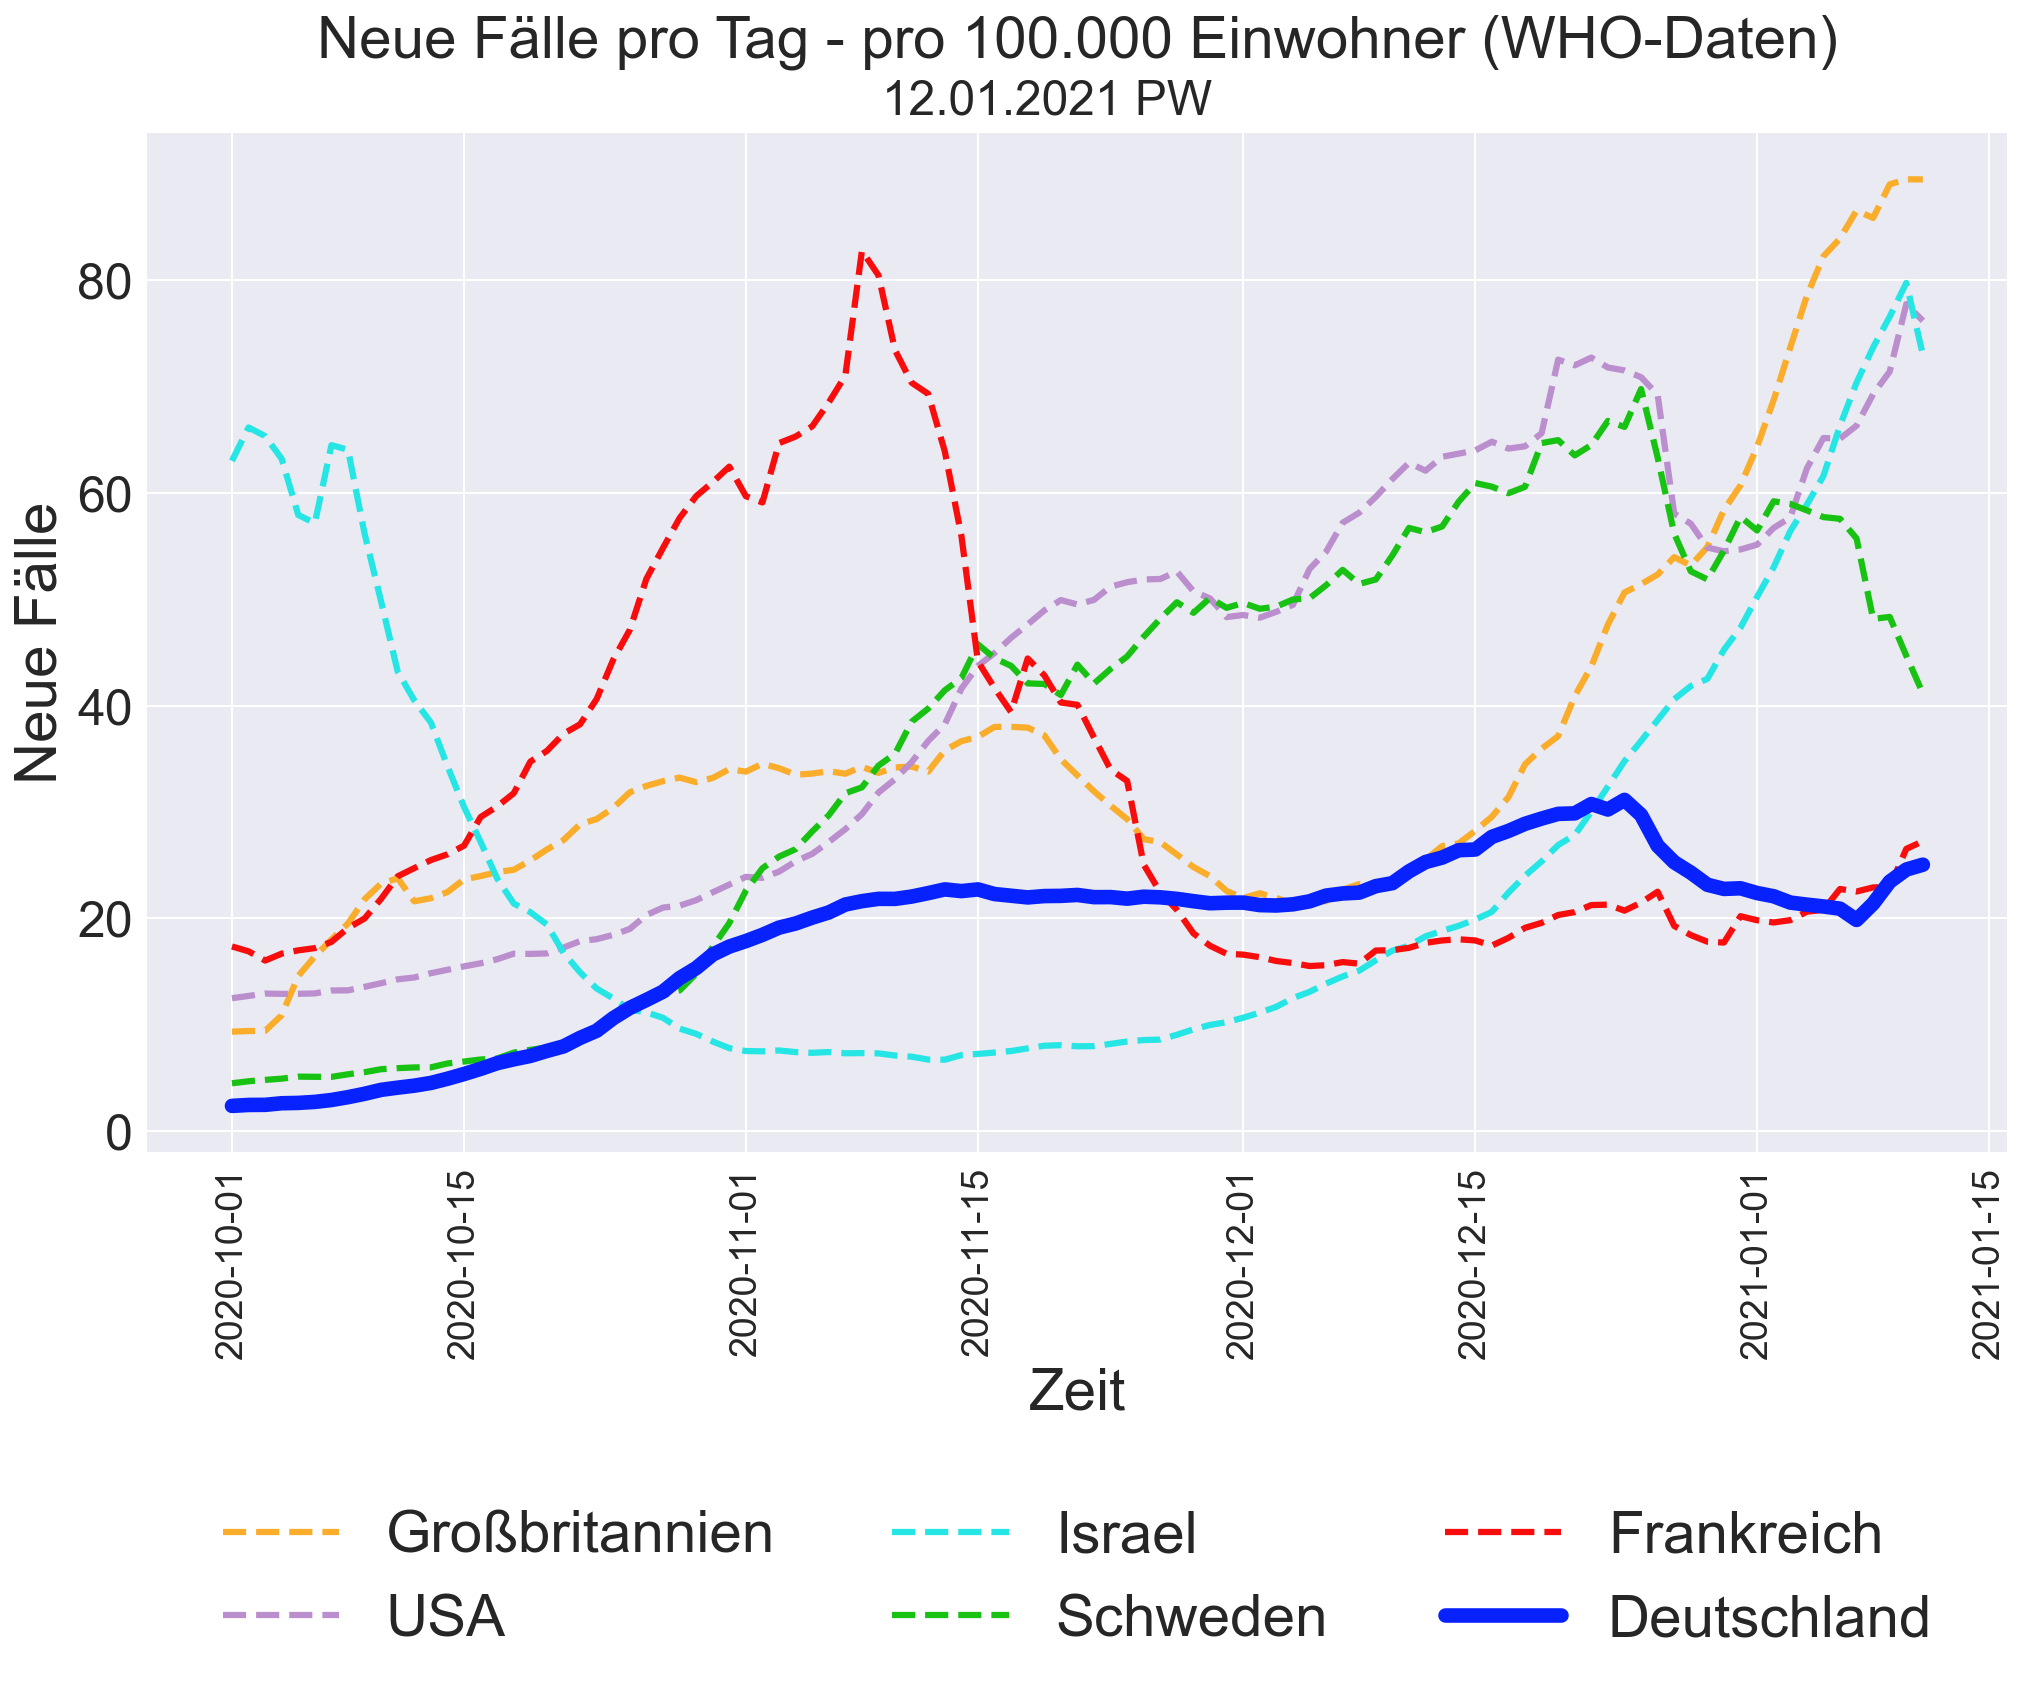 Neue Fälle pro Tag - pro 100.000 Einwohner (WHO-Daten)
12.01.2021 PW
Neue Fälle
80
60
40
20
0
2020-10-01
2020-10-15
2020-11-01
2020-11-15
2020-12-01
2020-12-15
2021-01-01
2021-01-15
Zeit
Großbritannien
Israel
Frankreich
USA
Schweden
Deutschland